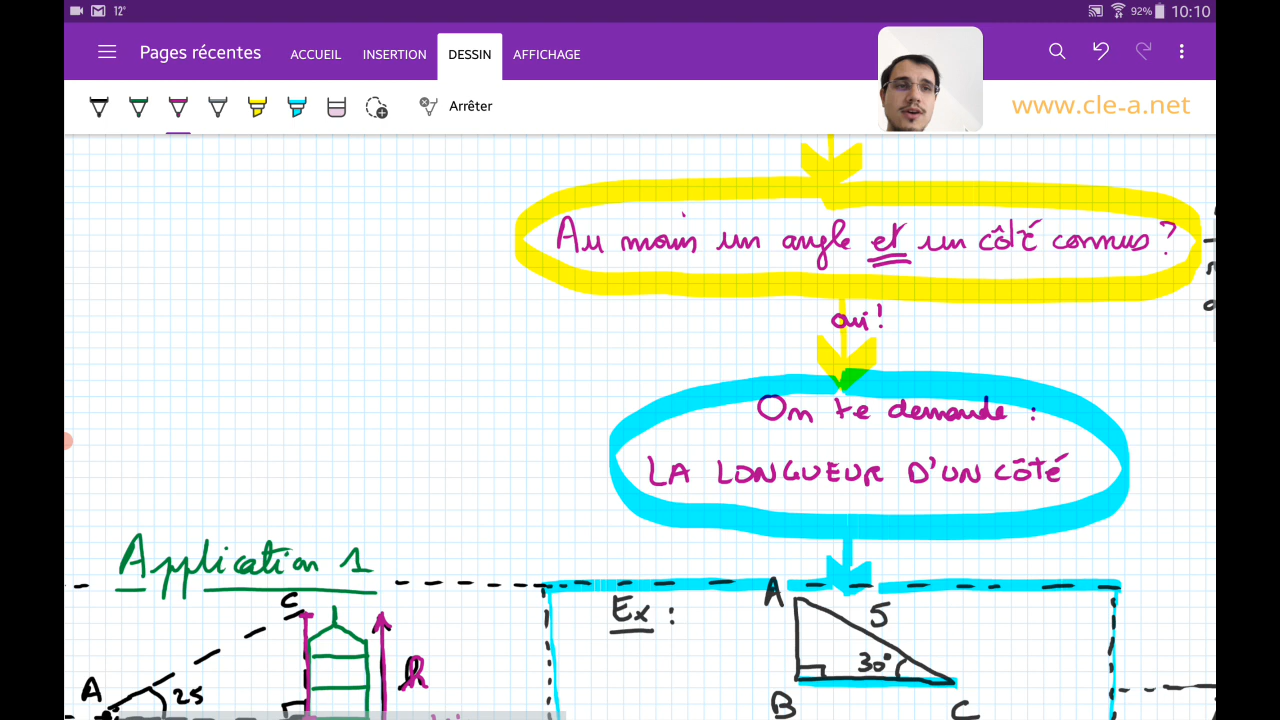 12° 92% 10:10
Pages récentes ACCUEIL INSERTION DESSIN AFFICHAGE
Arrêter
www.cle-a.net
Au moin un angle et un côté connus ?
oui !
On te demande :
LA LONGUEUR D'UN CÔTÉ
Application 1
C
h
A 25
Ex :
A
5
30°
B C